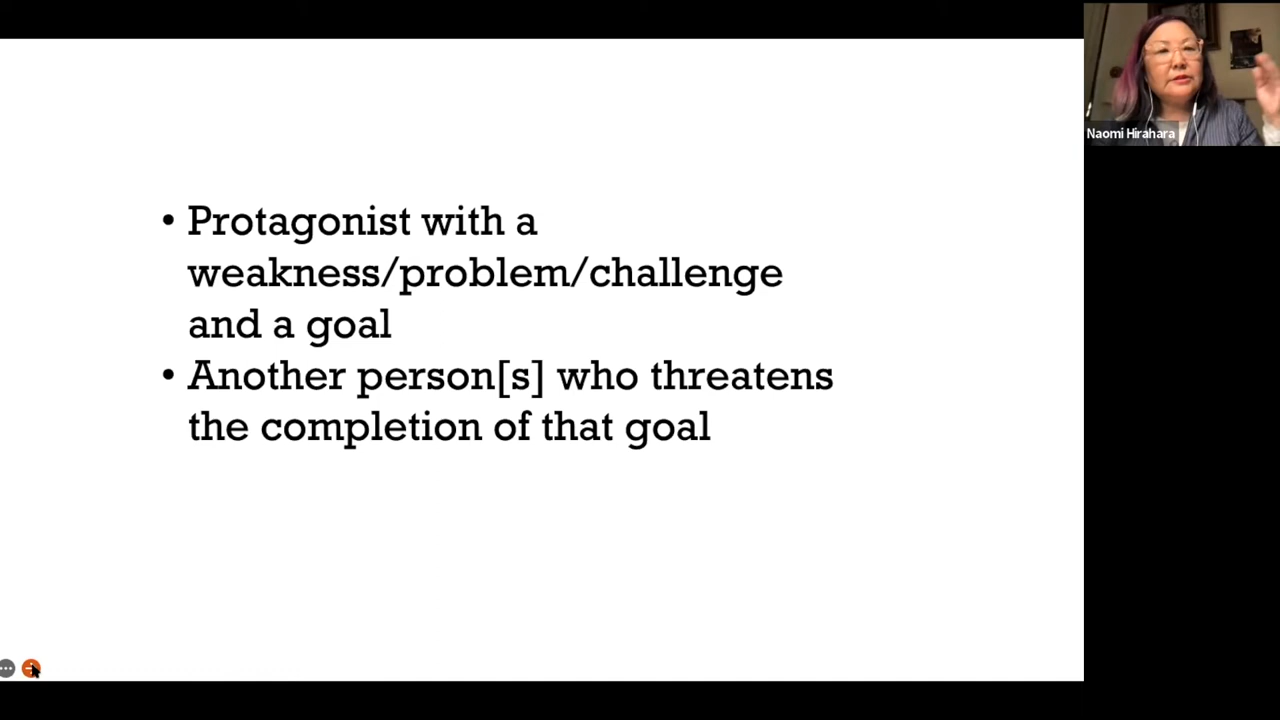 • Protagonist with a
weakness/problem/challenge
and a goal
• Another person[s] who threatens
the completion of that goal
Naomi Hirahara